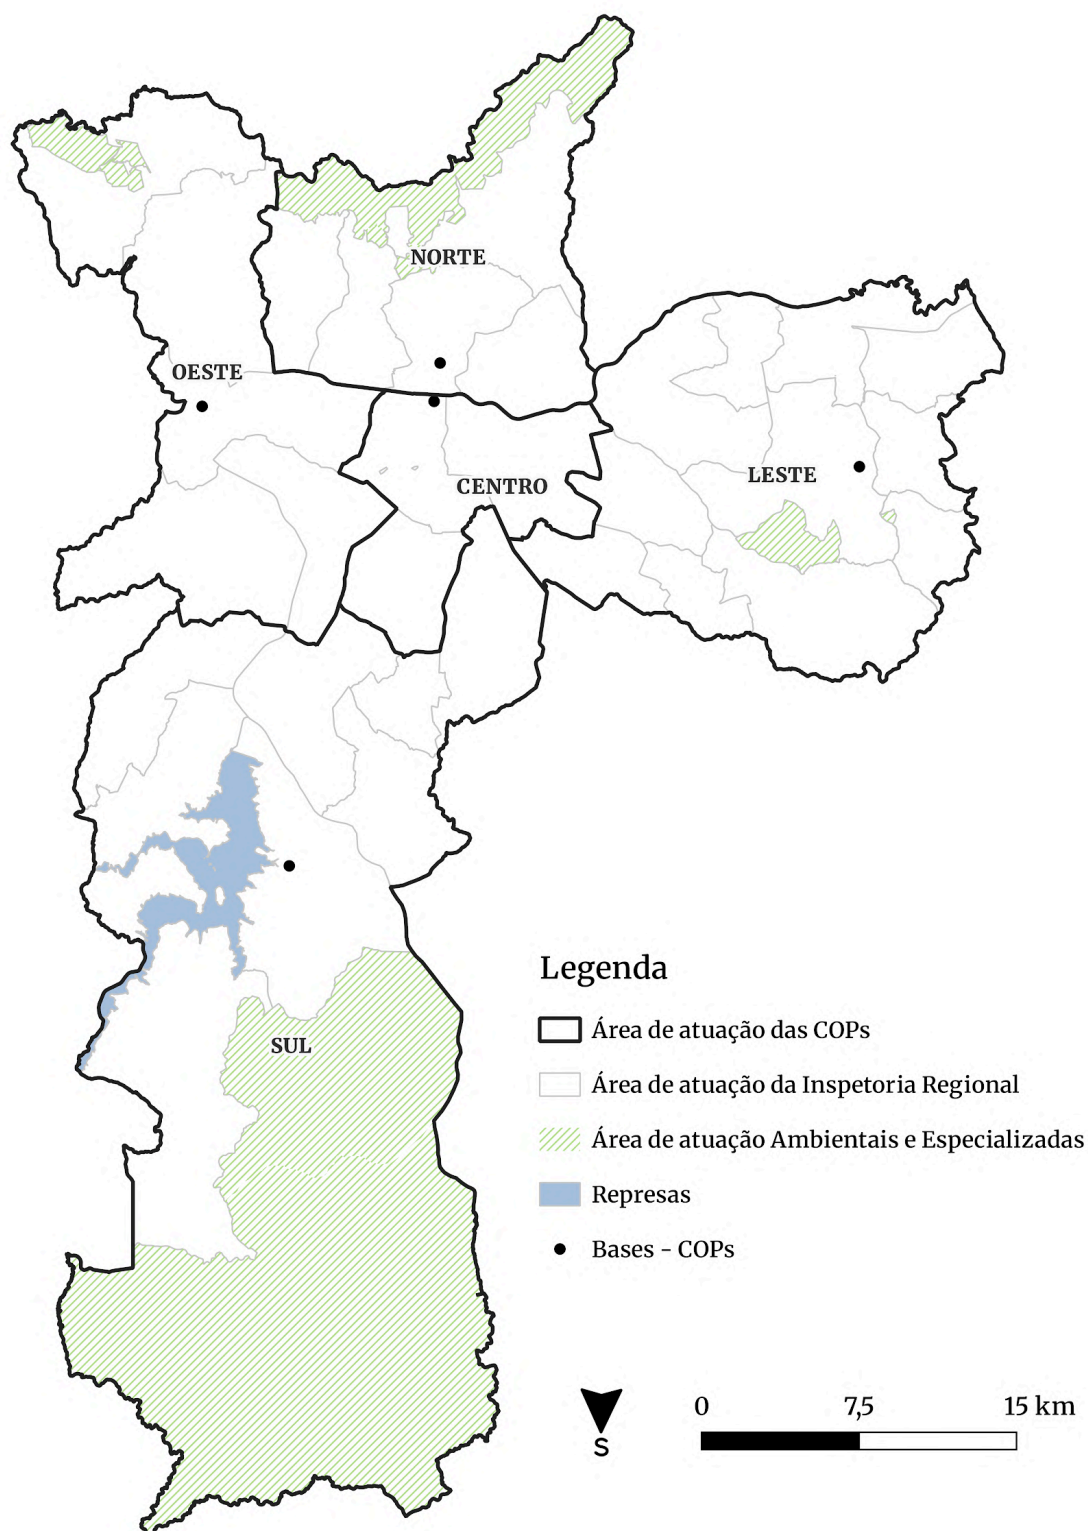 NORTE
OESTE
LESTE
CENTRO
SUL
Legenda
Área de atuação das COPs
Área de atuação da Inspetoria Regional
Área de atuação Ambientais e Especializadas
Represas
Bases - COPs
S
0 7,5 15 km